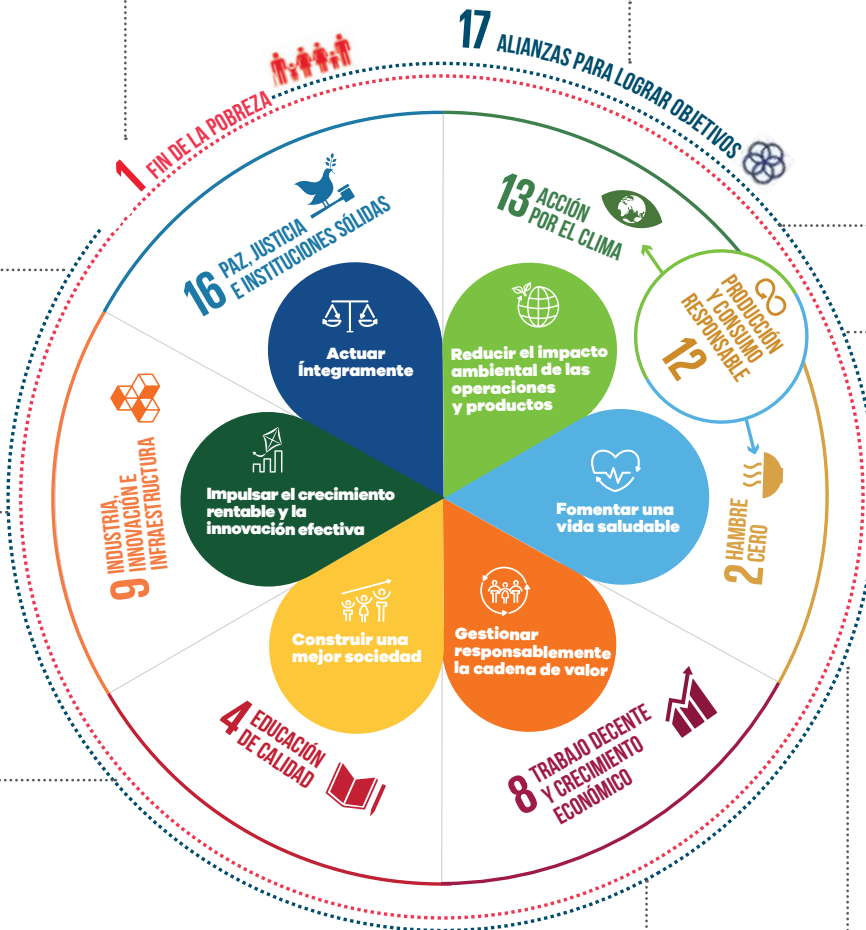 17 ALIANZAS PARA LOGRAR OBJETIVOS
1 FIN DE LA POBREZA
16 PAZ, JUSTICIA
E INSTITUCIONES SÓLIDAS
13 ACCIÓN
POR EL CLIMA
PRODUCCIÓN
Y CONSUMO
RESPONSABLE
12
Actuar
Íntegramente
Reducir el impacto
ambiental de las
operaciones
y productos
9 INDUSTRIA,
INNOVACIÓN E
INFRAESTRUCTURA
Impulsar el crecimiento
rentable y la
innovación efectiva
Fomentar una
vida saludable
2 HAMBRE
CERO
Construir una
mejor sociedad
Gestionar
responsablemente
la cadena de valor
4 EDUCACIÓN
DE CALIDAD
8 TRABAJO DECENTE
Y CRECIMIENTO
ECONÓMICO